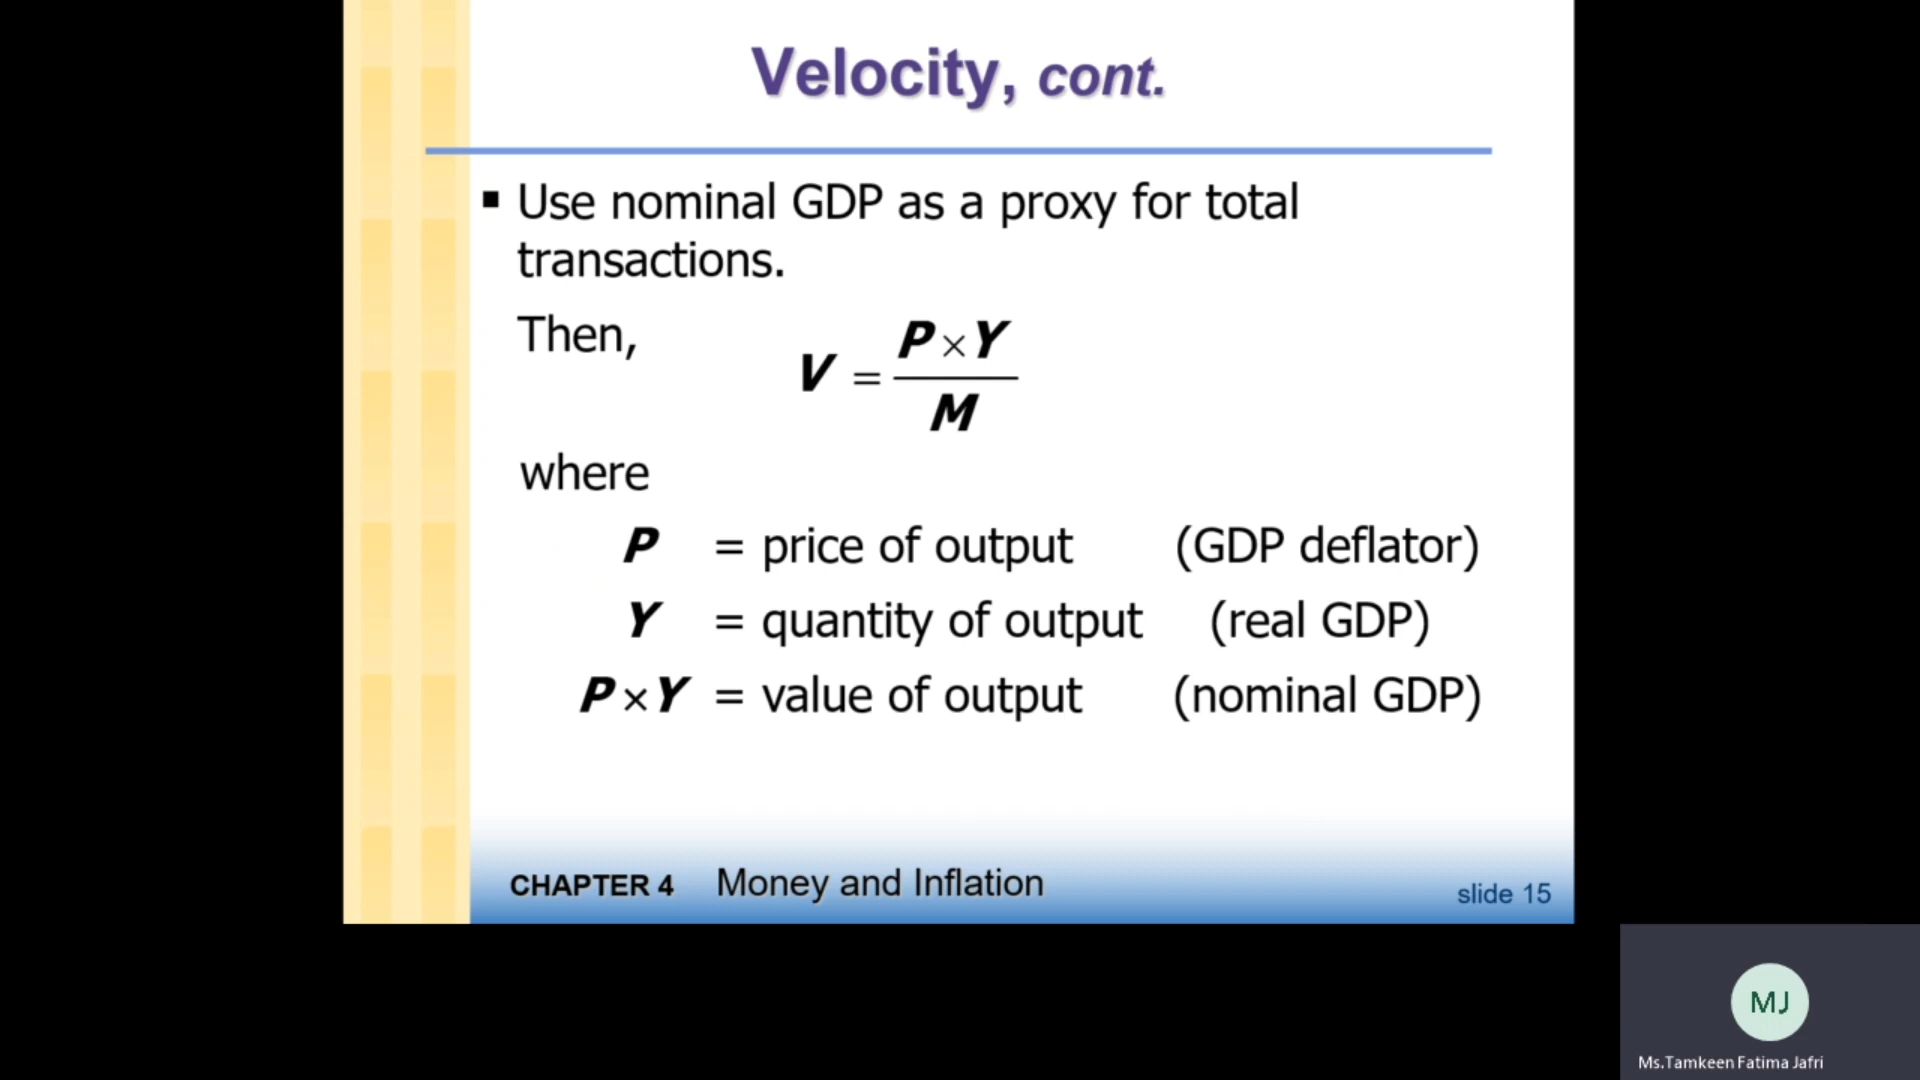 Velocity, cont.
▪ Use nominal GDP as a proxy for total
transactions.
Then,
V = P × Y / M
where
P = price of output (GDP deflator)
Y = quantity of output (real GDP)
P × Y = value of output (nominal GDP)
CHAPTER 4 Money and Inflation
slide 15
MJ
Ms.Tamkeen Fatima Jafri